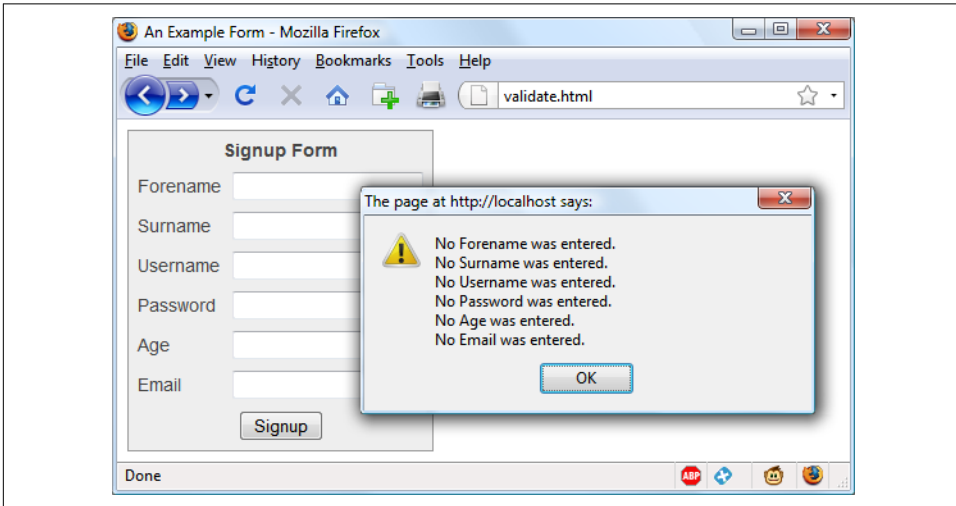 An Example Form - Mozilla Firefox
File Edit View History Bookmarks Tools Help
validate.html
Signup Form
Forename
Surname
Username
Password
Age
Email
Signup
The page at http://localhost says:
No Forename was entered.
No Surname was entered.
No Username was entered.
No Password was entered.
No Age was entered.
No Email was entered.
OK
Done
ABP